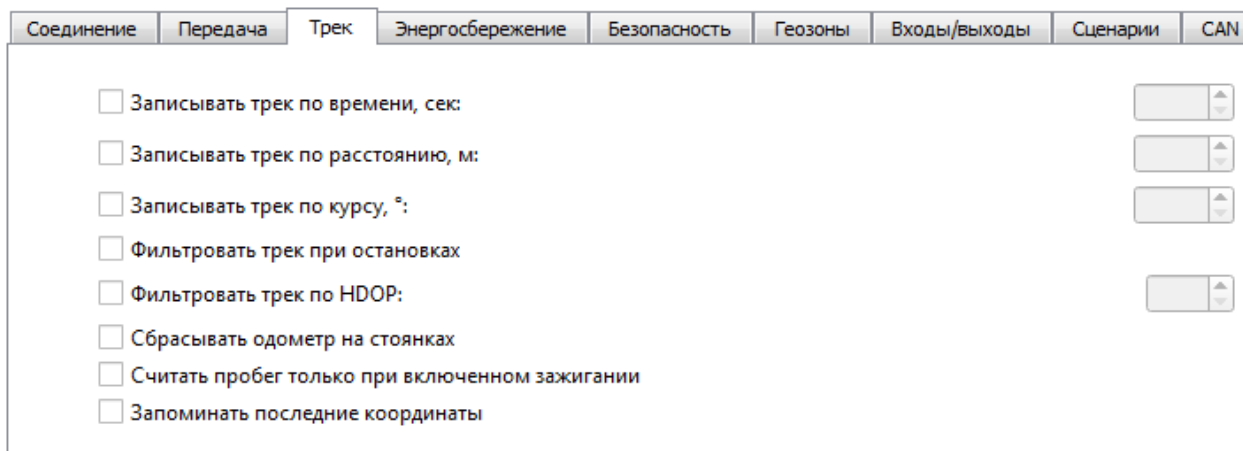 Соединение Передача Трек Энергосбережение Безопасность Геозоны Входы/выходы Сценарии CAN
Записывать трек по времени, сек:
Записывать трек по расстоянию, м:
Записывать трек по курсу, °:
Фильтровать трек при остановках
Фильтровать трек по HDOP:
Сбрасывать одометр на стоянках
Считать пробег только при включенном зажигании
Запоминать последние координаты